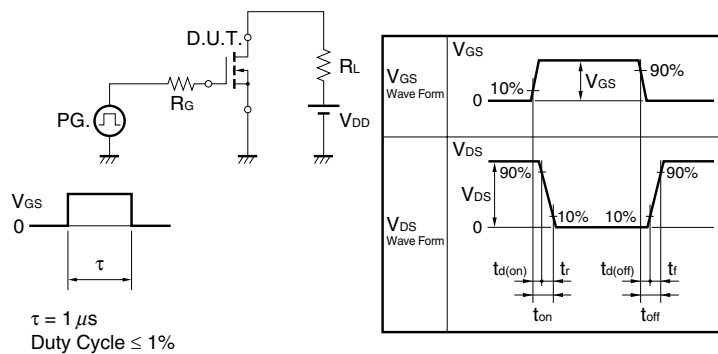 D.U.T.
RL
RG
PG.
VDD
VGS
0
τ
τ = 1 μs
Duty Cycle ≤ 1%
VGS
Wave Form
VGS
10%
VGS
90%
0
VDS
Wave Form
VDS
90%
VDS
90%
10%
10%
0
td(on)
tr
td(off)
tf
ton
toff